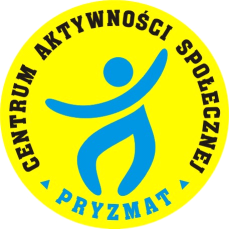 CENTRUM AKTYWNOŚCI SPOŁECZNEJ
PRYZMAT